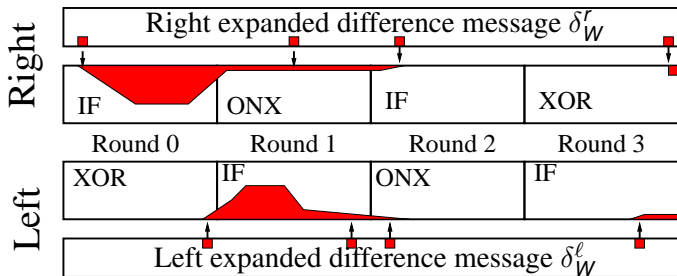 Right expanded difference message δ_W^r
Right
IF ONX IF XOR
Round 0 Round 1 Round 2 Round 3
XOR IF ONX IF
Left
Left expanded difference message δ_W^ℓ